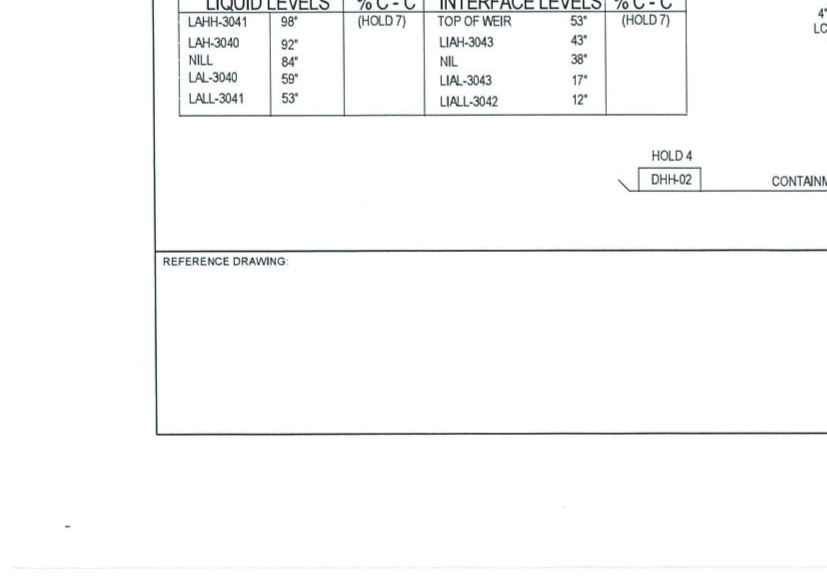 LIQUID LEVELS % C - C INTERFACE LEVELS % C - C
LAHH-3041 98" (HOLD 7) TOP OF WEIR 53" (HOLD 7)
LAH-3040 92" LIAH-3043 43"
NILL 84" NIL 38"
LAL-3040 59" LIAL-3043 17"
LALL-3041 53" LIALL-3042 12"
4"
LC
HOLD 4
DHH-02 CONTAINM
REFERENCE DRAWING: